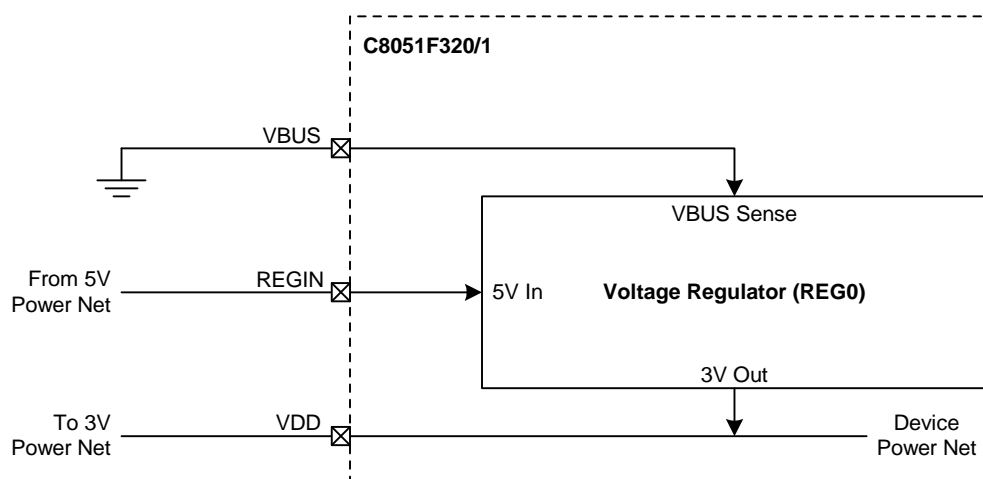 C8051F320/1
VBUS
VBUS Sense
From 5V
Power Net
REGIN
5V In
Voltage Regulator (REG0)
3V Out
To 3V
Power Net
VDD
Device
Power Net